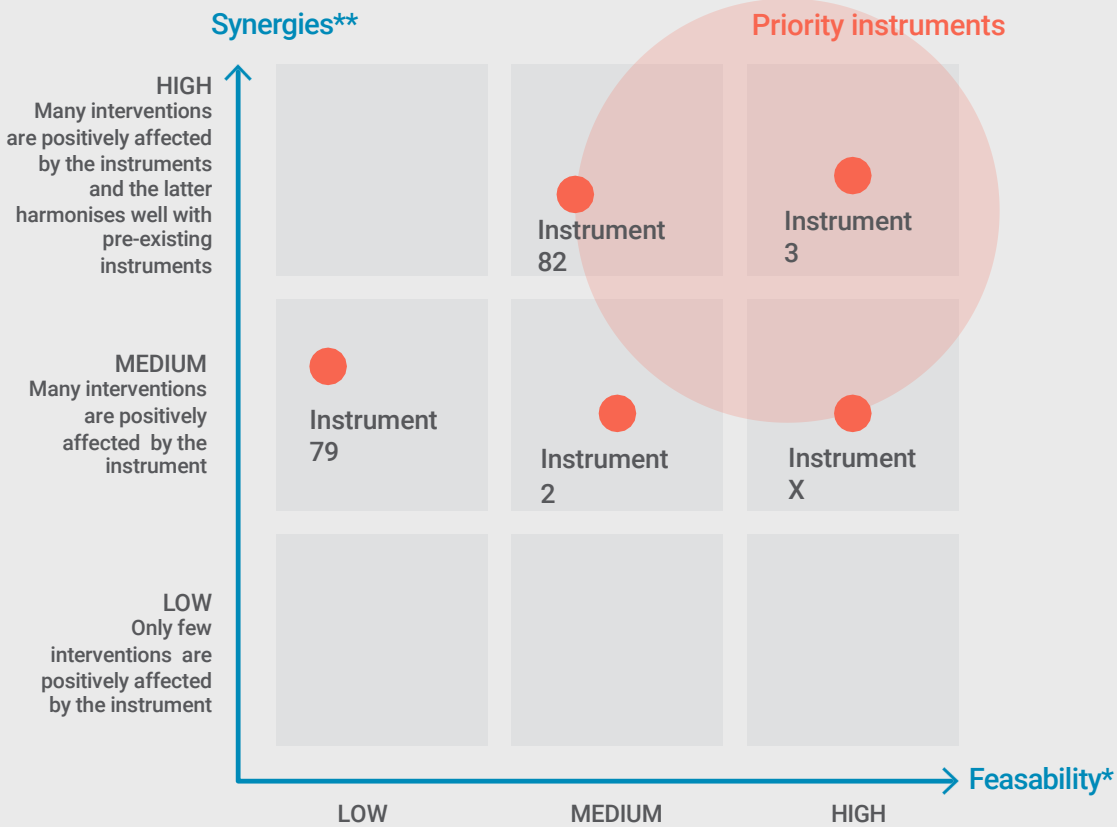 Synergies**
Priority instruments
HIGH
Many interventions
are positively affected
by the instruments
and the latter
harmonises well with
pre-existing
instruments
Instrument
82
Instrument
3
MEDIUM
Many interventions
are positively
affected by the
instrument
Instrument
79
Instrument
2
Instrument
X
LOW
Only few
interventions are
positively affected
by the instrument
Feasability*
LOW
MEDIUM
HIGH